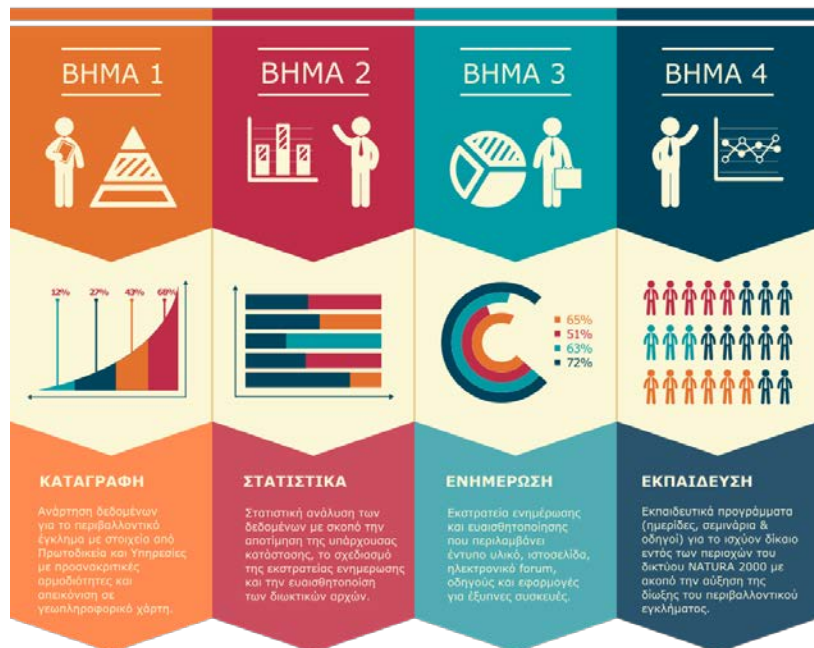 ΒΗΜΑ 1
ΒΗΜΑ 2
ΒΗΜΑ 3
ΒΗΜΑ 4
12%
27%
43%
68%
65%
51%
63%
72%
ΚΑΤΑΓΡΑΦΗ
Ανάρτηση δεδομένων
για το περιβαλλοντικό
έγκλημα με στοιχεία από
Πρωτοδικεία και Υπηρεσίες
με προανακριτικές
αρμοδιότητες και
απεικόνιση σε
γεωπληροφορικό χάρτη.
ΣΤΑΤΙΣΤΙΚΑ
Στατιστική ανάλυση των
δεδομένων με σκοπό την
αποτίμηση της υπάρχουσας
κατάστασης, το σχεδιασμό
της εκστρατείας ενημερωσης
και την ευαισθητοποίση
των διωκτικών αρχών.
ΕΝΗΜΕΡΩΣΗ
Εκστρατεία ενημέρωσης
και ευαισθητοποίησης
που περιλαμβάνει
έντυπο υλικό, ιστοσελίδα,
ηλεκτρονικό forum,
οδηγούς και εφαρμογές
για έξυπνες συσκευές.
ΕΚΠΑΙΔΕΥΣΗ
Εκπαιδευτικά προγράμματα
(ημερίδες, σεμινάρια &
οδηγοί) για το ισχύον δίκαιο
εντός των περιοχών του
δικτύου NATURA 2000 με
σκοπό την αύξηση της
δίωξης του περιβαλλοντικού
εγκλήματος.